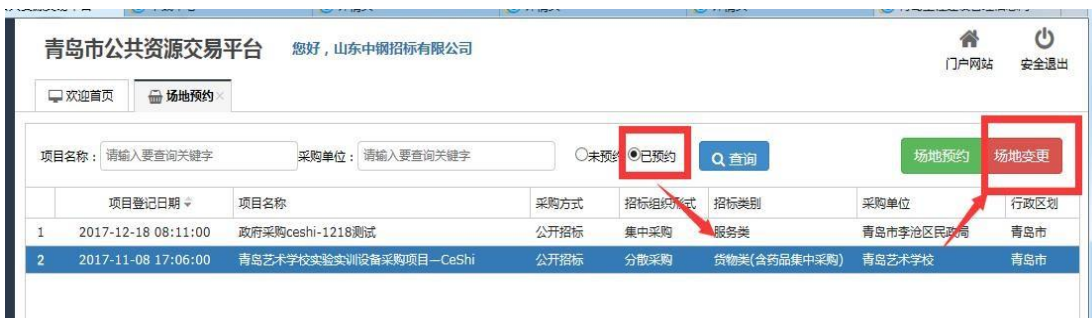 青岛市公共资源交易平台 您好，山东中钢招标有限公司
门户网站 安全退出
欢迎首页 场地预约
项目名称： 请输入要查询关键字 采购单位： 请输入要查询关键字 未预约 已预约 查询 场地预约 场地变更
项目登记日期 项目名称 采购方式 招标组织形式 招标类别 采购单位 行政区划
1 2017-12-18 08:11:00 政府采购ceshi-1218测试 公开招标 集中采购 服务类 青岛市李沧区民政局 青岛市
2 2017-11-08 17:06:00 青岛艺术学校实验实训设备采购项目—CeShi 公开招标 分散采购 货物类(含药品集中采购) 青岛艺术学校 青岛市